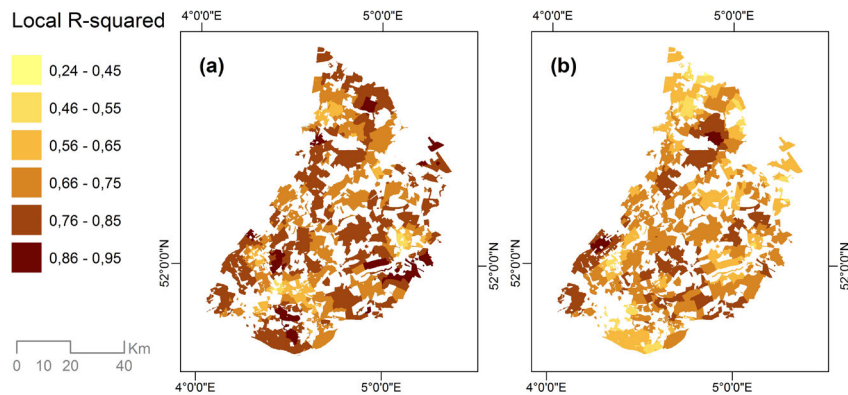 Local R-squared
0,24 - 0,45
0,46 - 0,55
0,56 - 0,65
0,66 - 0,75
0,76 - 0,85
0,86 - 0,95
Km
0 10 20 40
4°0'0"E 5°0'0"E
(a)
52°0'0"N
4°0'0"E 5°0'0"E
4°0'0"E 5°0'0"E
(b)
52°0'0"N
52°0'0"N
4°0'0"E 5°0'0"E